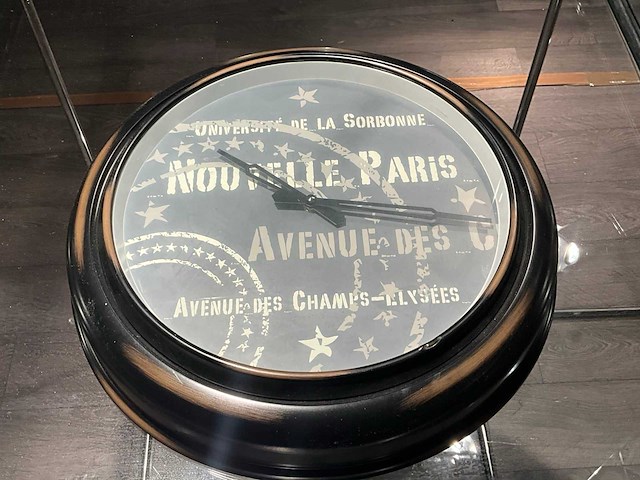 UNIVERSITÉ DE LA SORBONNE
NOUVELLE PARIS
AVENUE DES C
AVENUE DES CHAMPS-ELYSÉES